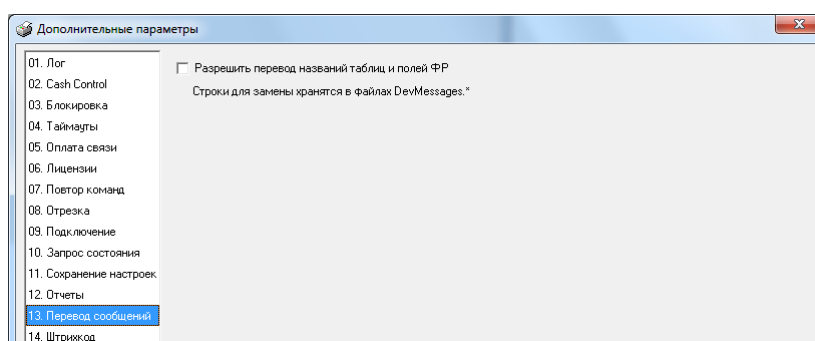 Дополнительные параметры
01. Лог
02. Cash Control
03. Блокировка
04. Таймауты
05. Оплата связи
06. Лицензии
07. Повтор команд
08. Отрезка
09. Подключение
10. Запрос состояния
11. Сохранение настроек
12. Отчеты
13. Перевод сообщений
14. Штрихкод
Разрешить перевод названий таблиц и полей ФР
Строки для замены хранятся в файлах DevMessages.*